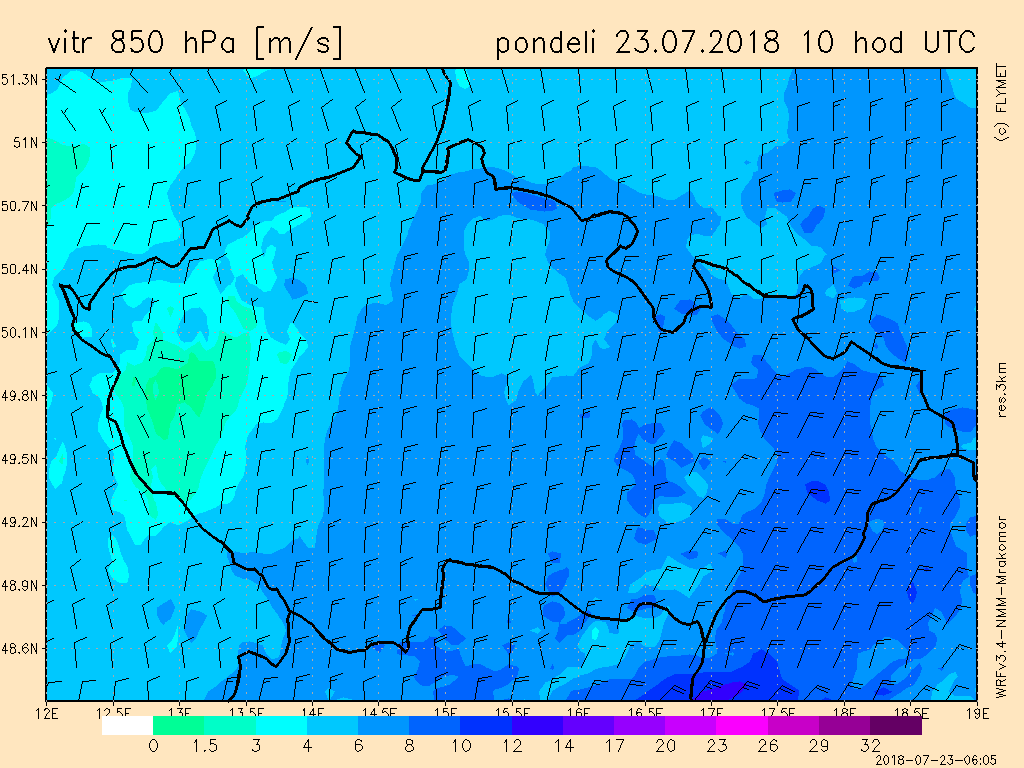 vitr 850 hPa [m/s] pondeli 23.07.2018 10 hod UTC
(c) FLYMET
51.3N
51N
50.7N
50.4N
50.1N
49.8N
49.5N
49.2N
48.9N
48.6N
res.3km
WRFv3.4-NMM-Mrakomor
12E 12.5E 13E 13.5E 14E 14.5E 15E 15.5E 16E 16.5E 17E 17.5E 18E 18.5E 19E
0 1.5 3 4 6 8 10 12 14 17 20 23 26 29 32
2018-07-23-06:05